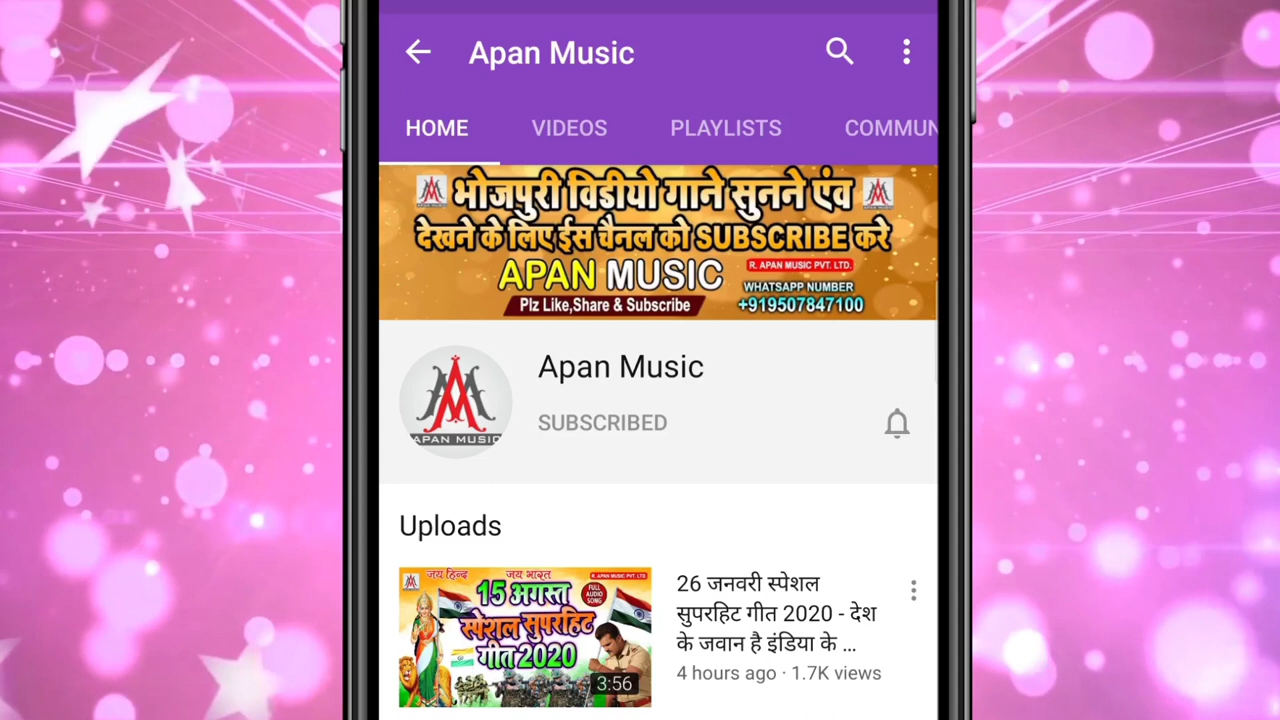 Apan Music
HOME VIDEOS PLAYLISTS COMMUN
भोजपुरी विडीयो गाने सुनने एंव
देखने के लिए ईस चैनल को SUBSCRIBE करे
APAN MUSIC
R. APAN MUSIC PVT. LTD.
WHATSAPP NUMBER
Plz Like,Share & Subscribe
+919507847100
Apan Music
SUBSCRIBED
APAN MUSIC
Uploads
जय हिन्द जय भारत
R. APAN MUSIC PVT. LTD
15 अगस्त
FULL AUDIO SONG
स्पेशल सुपरहिट
गीत 2020
3:56
26 जनवरी स्पेशल
सुपरहिट गीत 2020 - देश
के जवान है इंडिया के ...
4 hours ago · 1.7K views